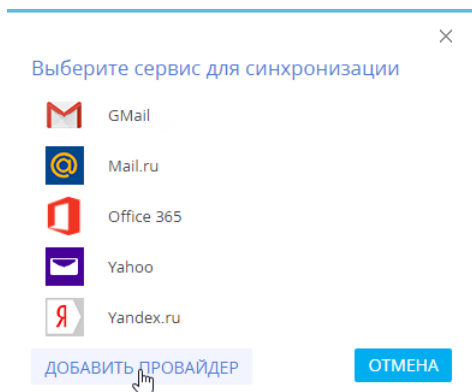 Выберите сервис для синхронизации
GMail
Mail.ru
Office 365
Yahoo
Yandex.ru
ДОБАВИТЬ ПРОВАЙДЕР
ОТМЕНА